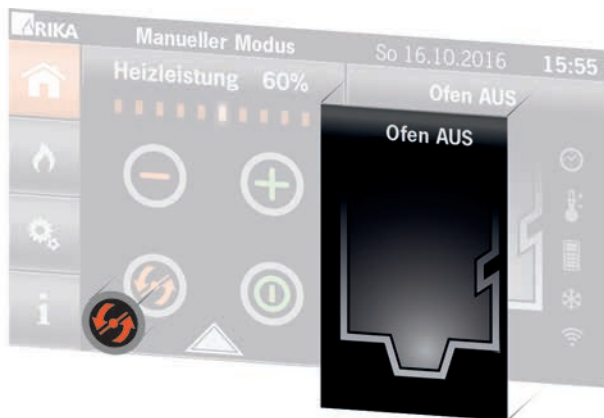 RIKA
Manueller Modus
So 16.10.2016
15:55
Heizleistung 60%
Ofen AUS
Ofen AUS